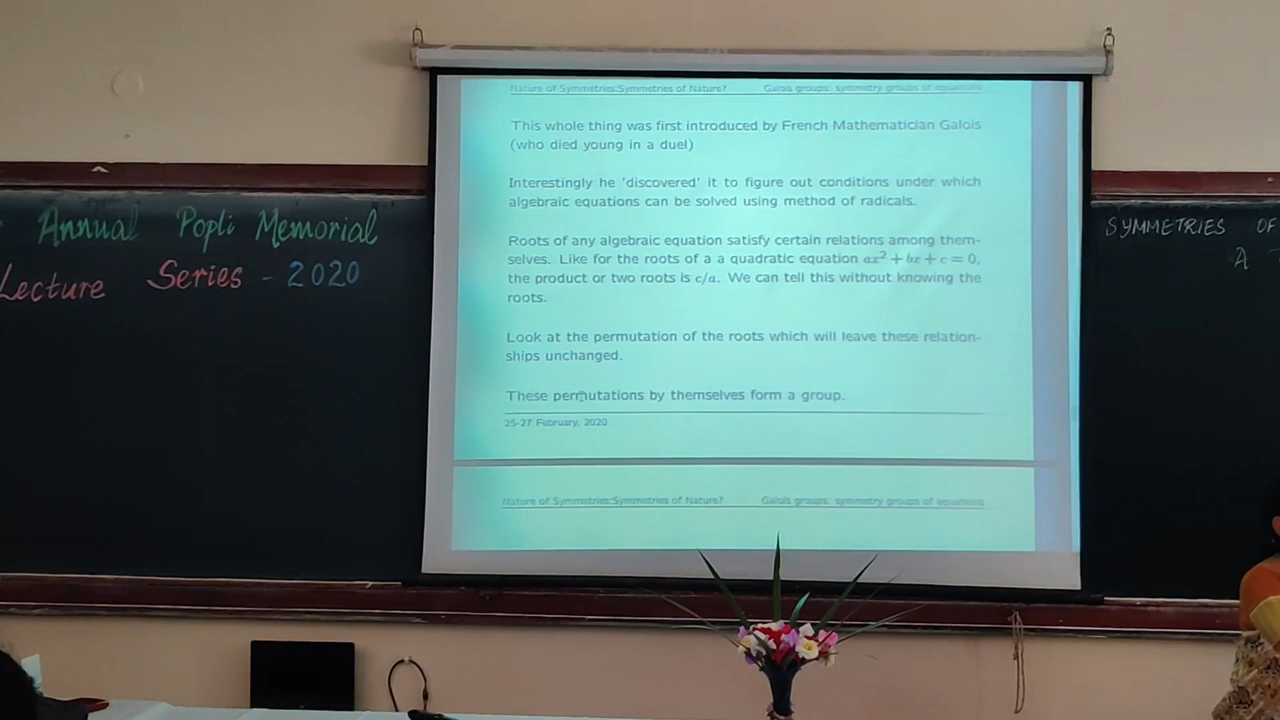 Annual Popli Memorial
Lecture Series - 2020
Nature of Symmetries:Symmetries of Nature? Galois groups: symmetry groups of equations
This whole thing was first introduced by French Mathematician Galois
(who died young in a duel)
Interestingly he 'discovered' it to figure out conditions under which
algebraic equations can be solved using method of radicals.
Roots of any algebraic equation satisfy certain relations among them-
selves. Like for the roots of a a quadratic equation ax² + bx + c = 0,
the product or two roots is c/a. We can tell this without knowing the
roots.
Look at the permutation of the roots which will leave these relation-
ships unchanged.
These permutations by themselves form a group.
25-27 February, 2020
Nature of Symmetries:Symmetries of Nature? Galois groups: symmetry groups of equations
SYMMETRIES OF
A